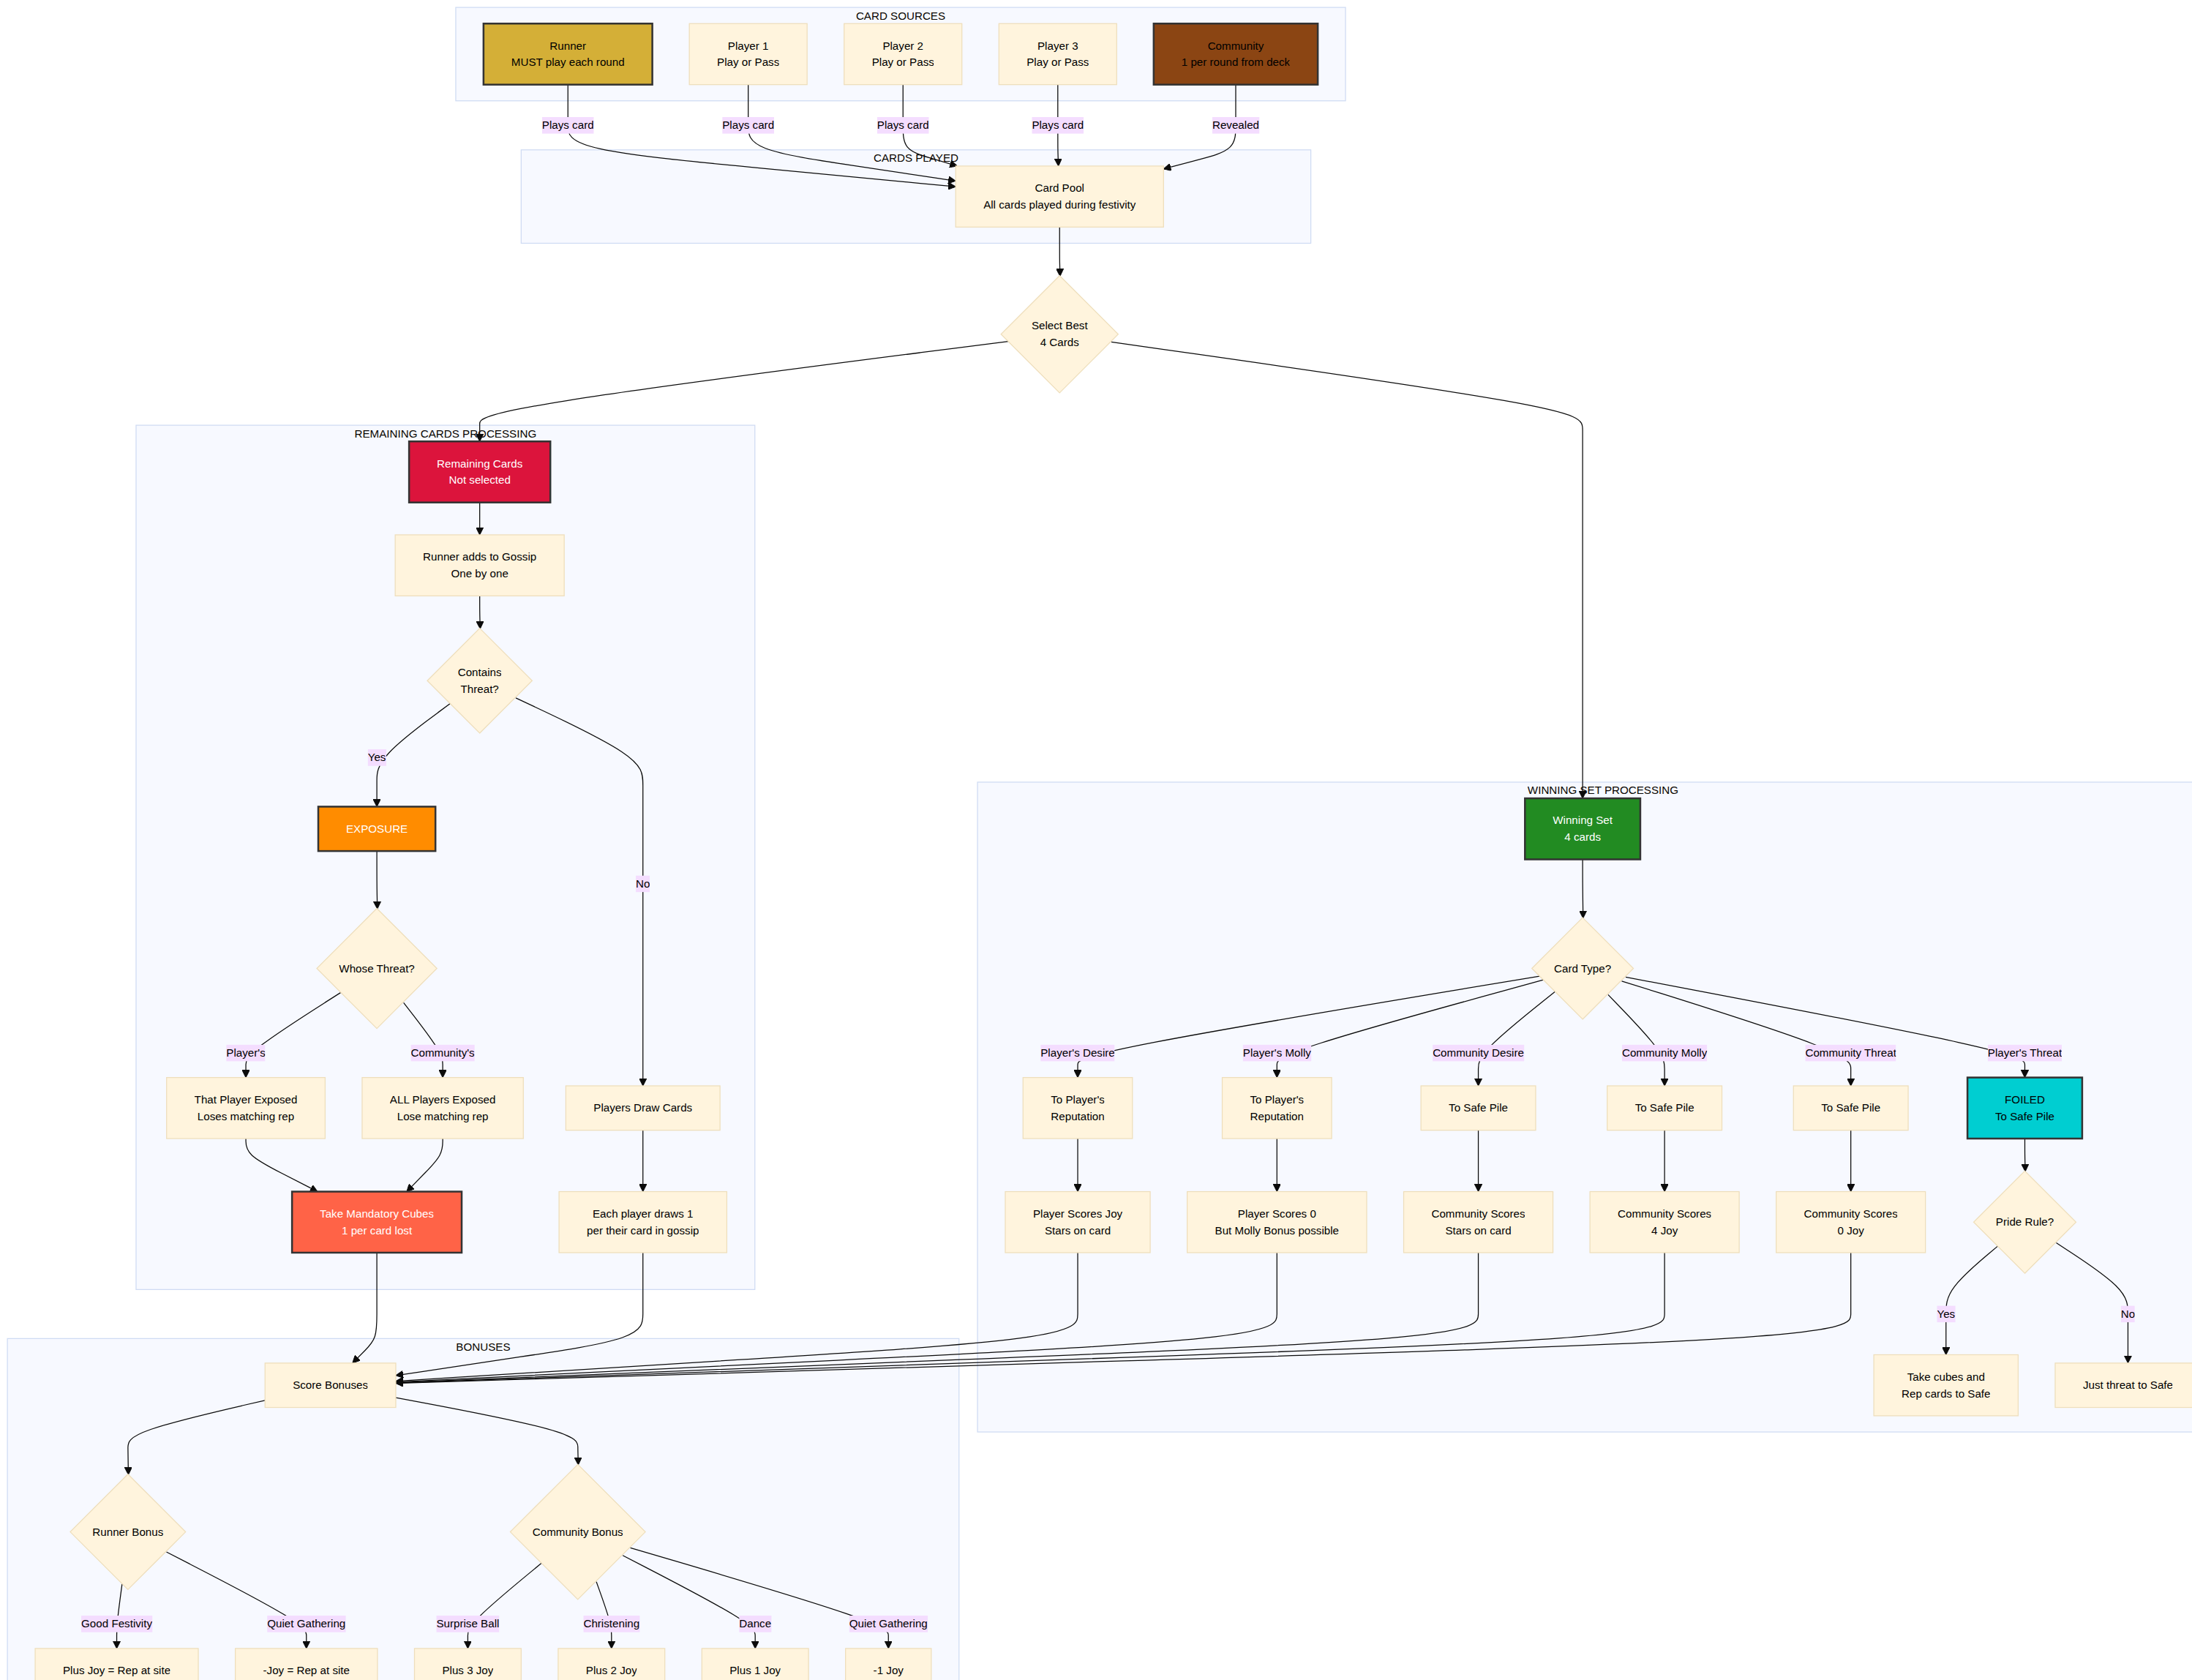 CARD SOURCES
Runner
MUST play each round
Player 1
Play or Pass
Player 2
Play or Pass
Player 3
Play or Pass
Community
1 per round from deck
Plays card
Plays card
Plays card
Plays card
Revealed
CARDS PLAYED
Card Pool
All cards played during festivity
Select Best
4 Cards
REMAINING CARDS PROCESSING
Remaining Cards
Not selected
Runner adds to Gossip
One by one
Contains
Threat?
Yes
No
EXPOSURE
Whose Threat?
Player's
Community's
That Player Exposed
Loses matching rep
ALL Players Exposed
Lose matching rep
Players Draw Cards
Take Mandatory Cubes
1 per card lost
Each player draws 1
per their card in gossip
WINNING SET PROCESSING
Winning Set
4 cards
Card Type?
Player's Desire
Player's Molly
Community Desire
Community Molly
Community Threat
Player's Threat
To Player's
Reputation
To Player's
Reputation
To Safe Pile
To Safe Pile
To Safe Pile
FOILED
To Safe Pile
Player Scores Joy
Stars on card
Player Scores 0
But Molly Bonus possible
Community Scores
Stars on card
Community Scores
4 Joy
Community Scores
0 Joy
Pride Rule?
Yes
No
Take cubes and
Rep cards to Safe
Just threat to Safe
BONUSES
Score Bonuses
Runner Bonus
Community Bonus
Good Festivity
Quiet Gathering
Surprise Ball
Christening
Dance
Quiet Gathering
Plus Joy = Rep at site
-Joy = Rep at site
Plus 3 Joy
Plus 2 Joy
Plus 1 Joy
-1 Joy